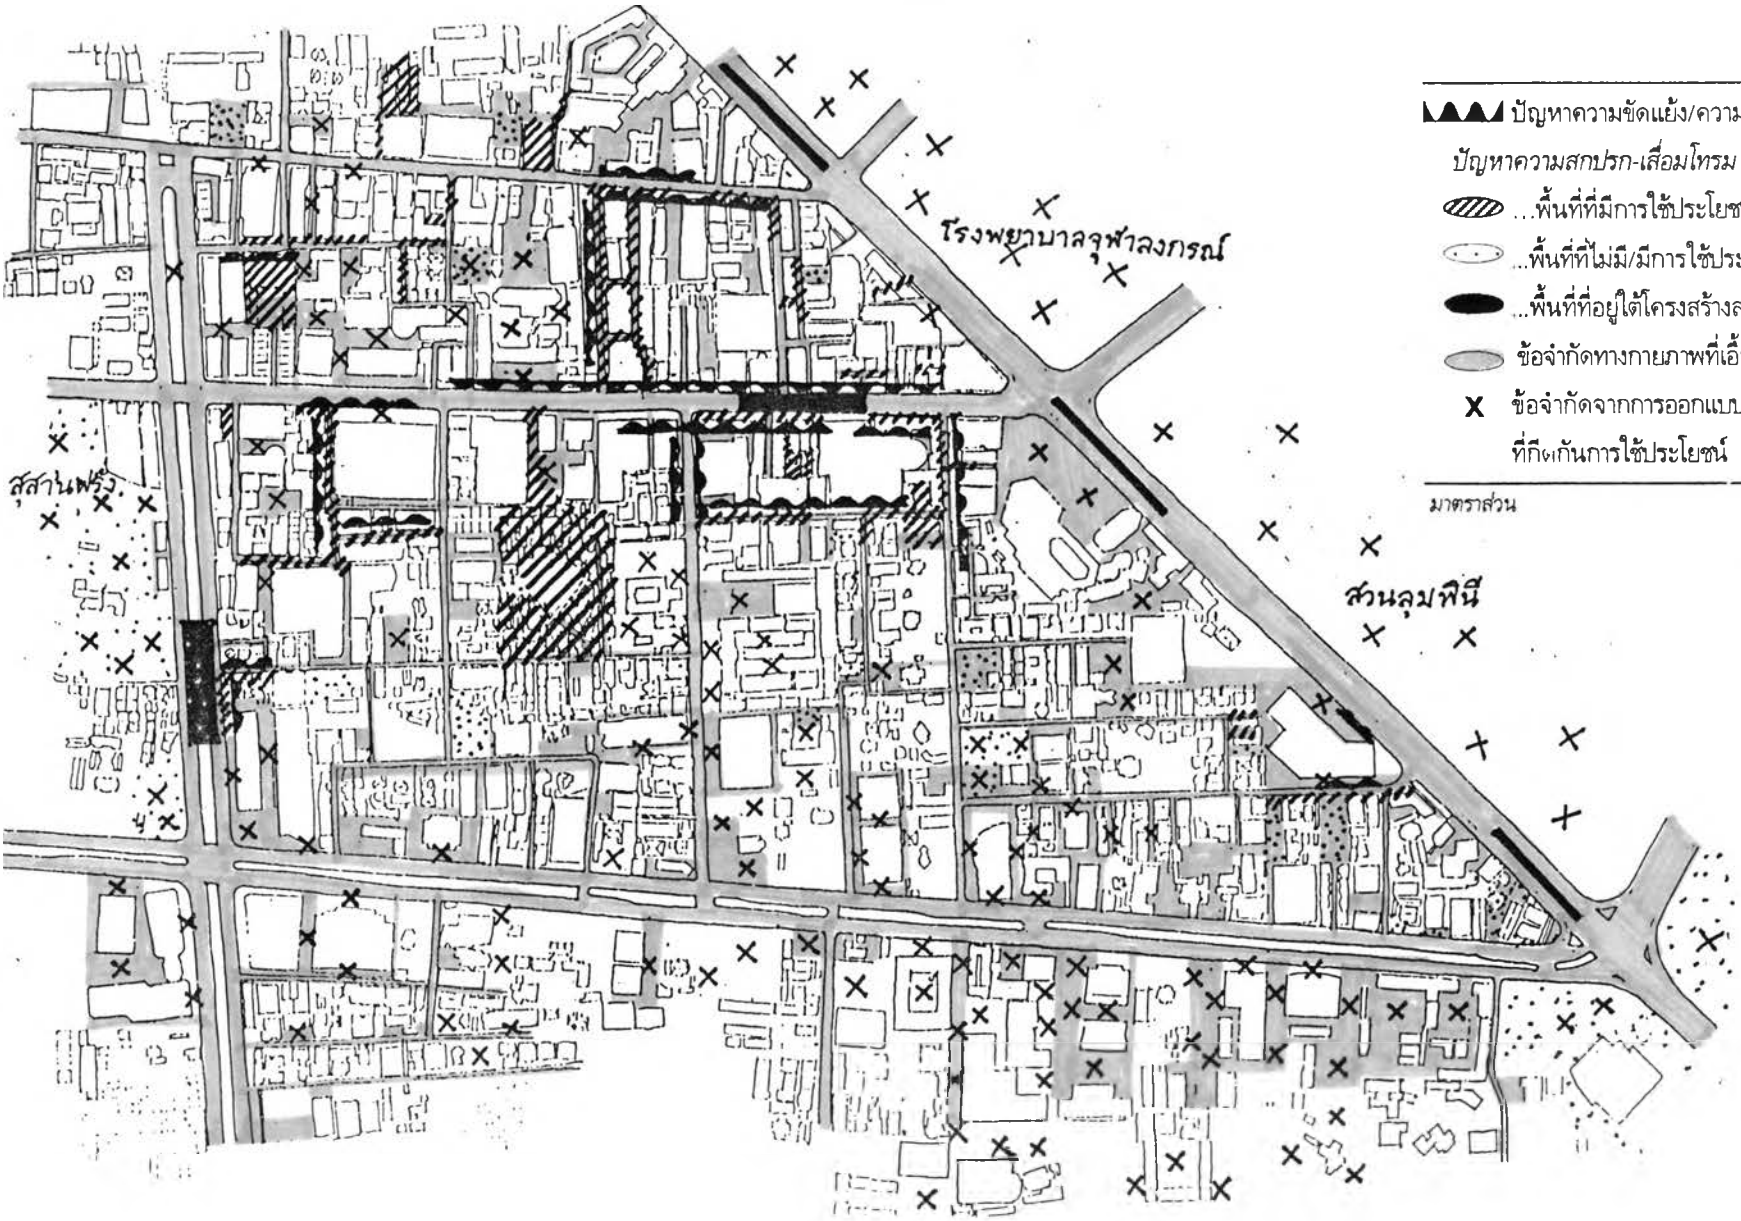 ปัญหาความขัดแย้ง/ความ
ปัญหาความสกปรก-เสื่อมโทรม
...พื้นที่ที่มีการใช้ประโยช
...พื้นที่ที่ไม่มี/มีการใช้ประ
...พื้นที่ที่อยู่ใต้โครงสร้างส
ข้อจำกัดทางกายภาพที่เอื้
ข้อจำกัดจากการออกแบบ
ที่กีดกันการใช้ประโยชน์
มาตราส่วน
โรงพยาบาลจุฬาลงกรณ์
สุสานฝรั่ง
สวนลุมพินี